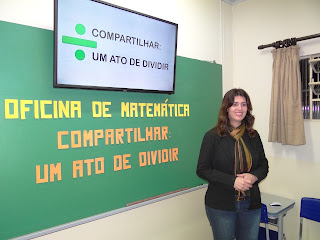 COMPARTILHAR:
UM ATO DE DIVIDIR
OFICINA DE MATEMÁTICA
COMPARTILHAR:
UM ATO DE DIVIDIR